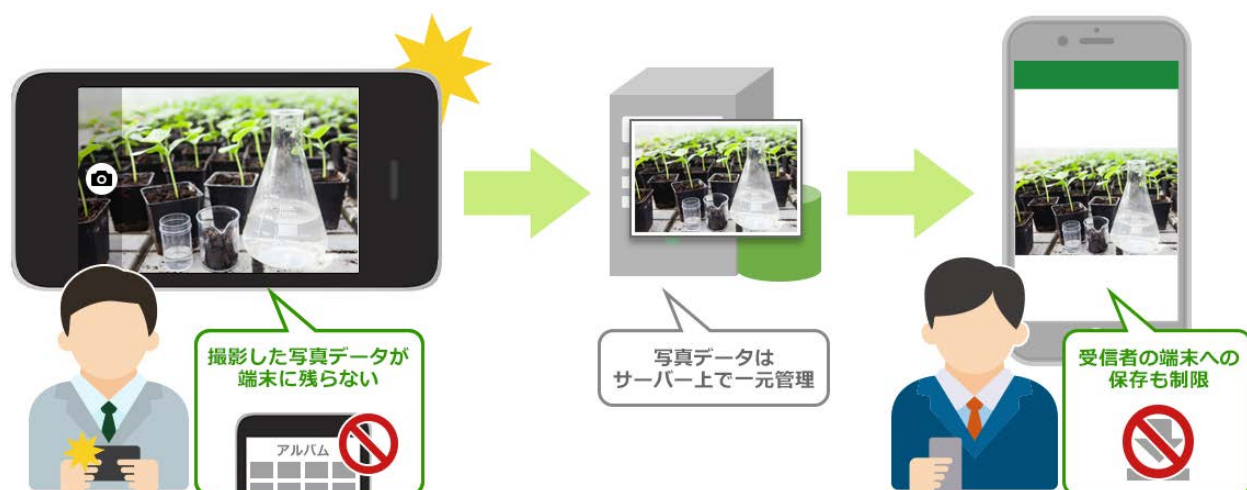 撮影した写真データが
端末に残らない
アルバム
写真データは
サーバー上で一元管理
受信者の端末への
保存も制限